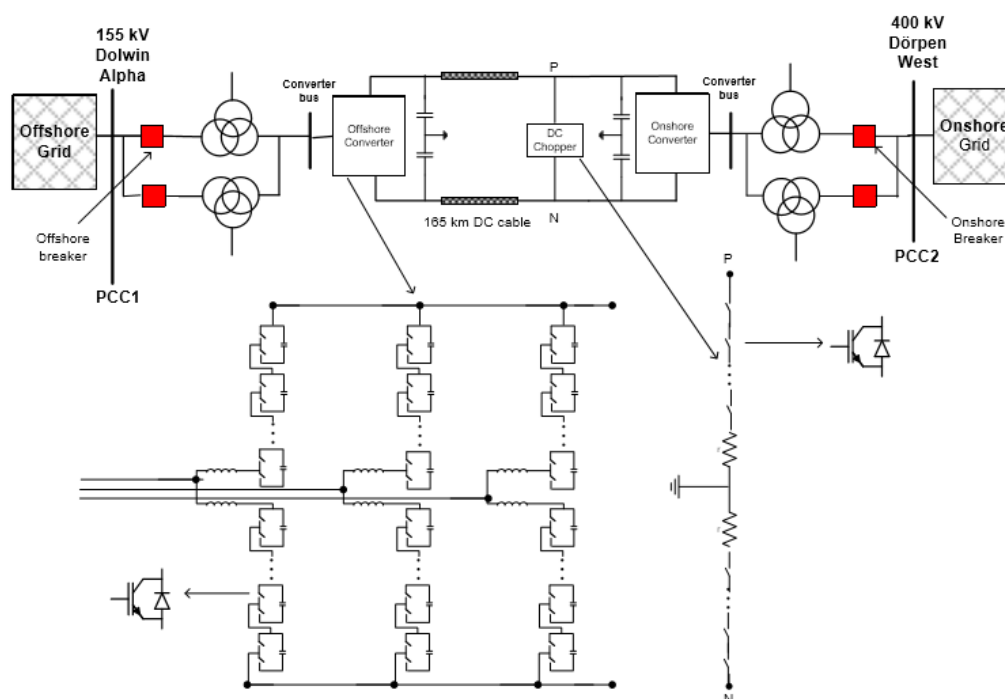 155 kV
Dolwin
Alpha
400 kV
Dörpen
West
Converter
bus
P
Converter
bus
Offshore
Grid
Offshore
Converter
DC
Chopper
Onshore
Converter
Onshore
Grid
Offshore
breaker
N
165 km DC cable
Onshore
Breaker
PCC1
PCC2
P
N